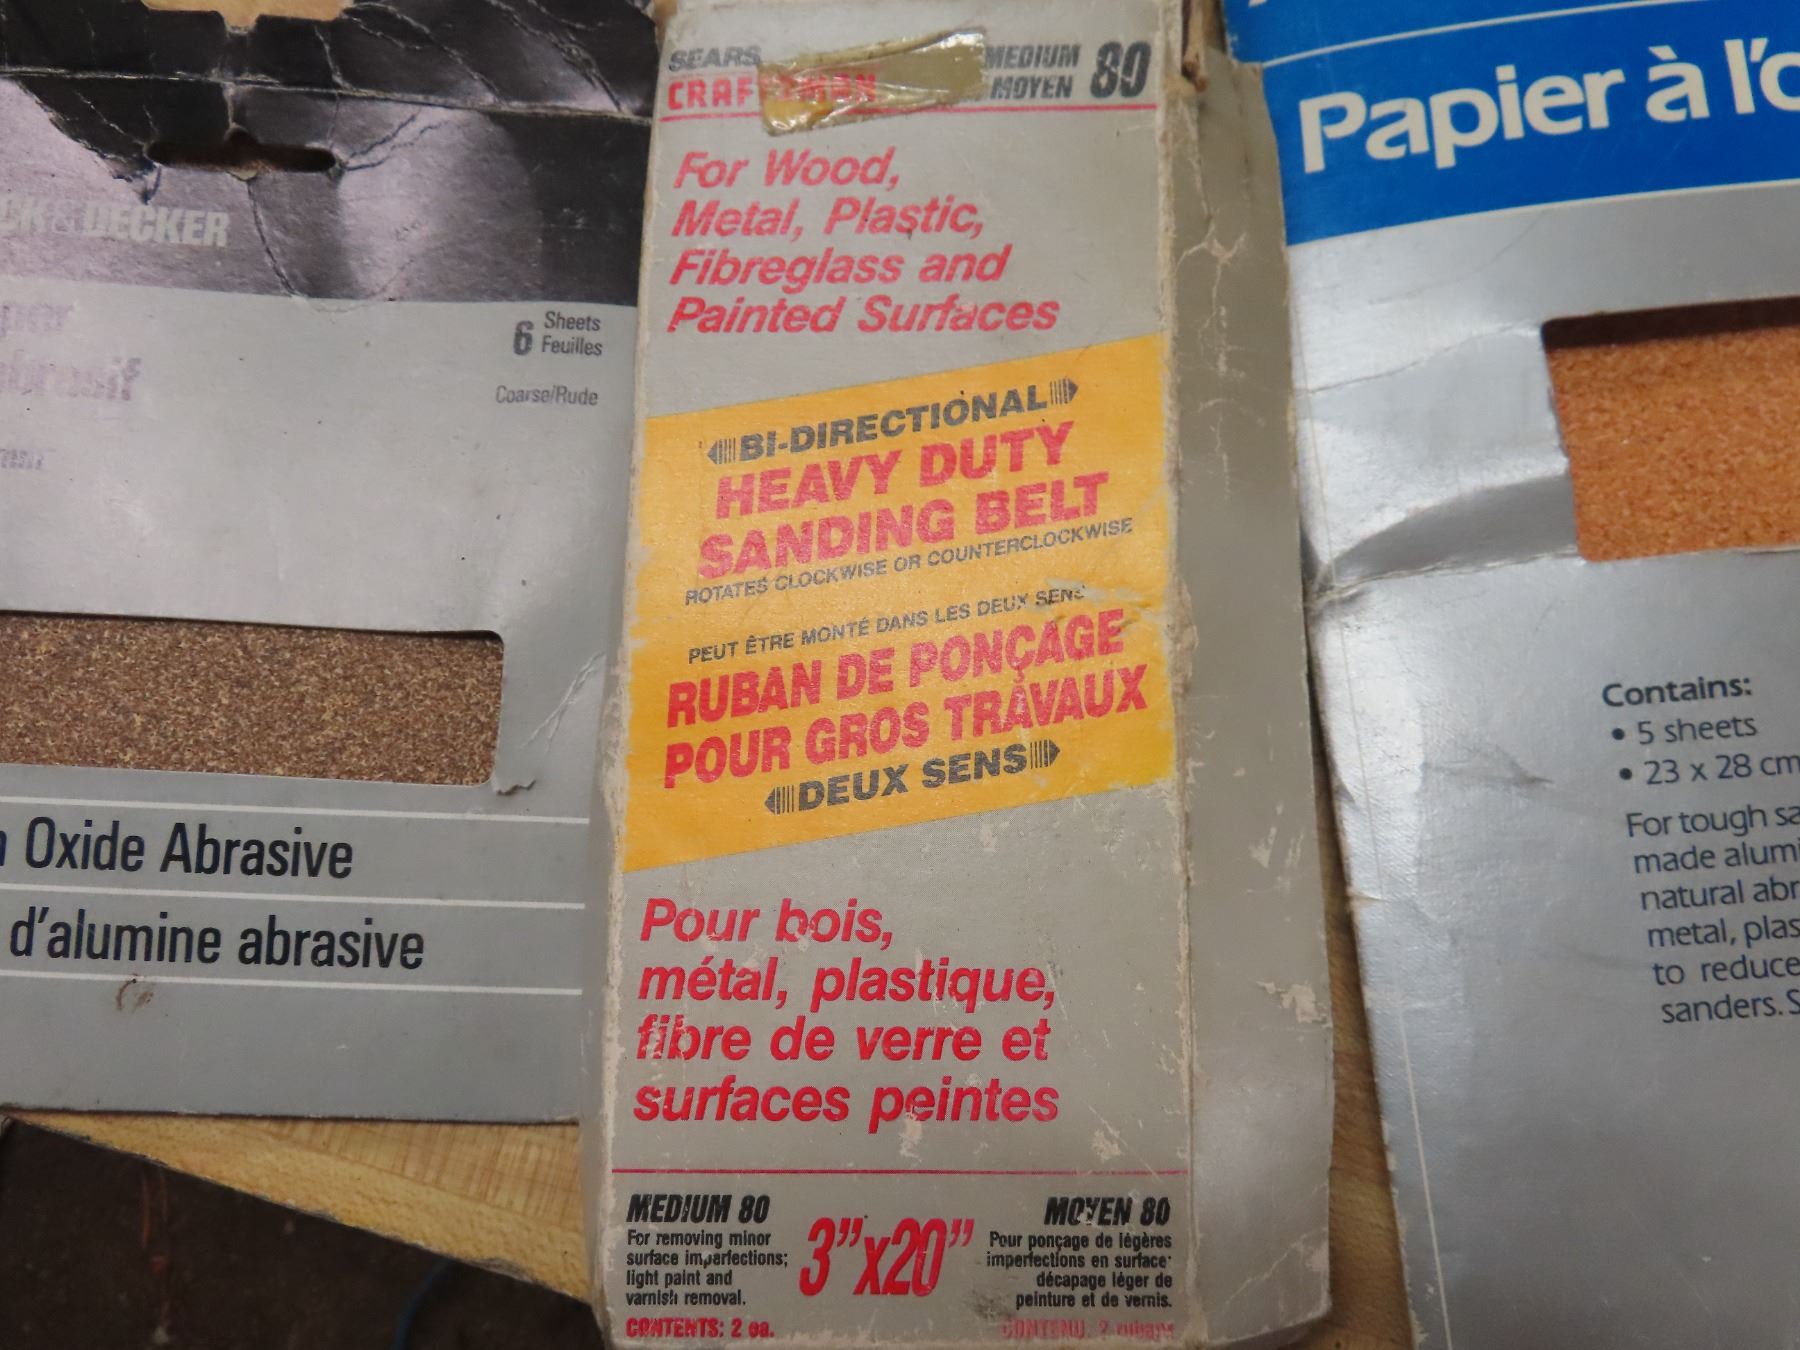 DECKER
6 Sheets
Feuilles
Coarse/Rude
Oxide Abrasive
d'alumine abrasive
SEARS
MEDIUM
MOYEN 80
For Wood,
Metal, Plastic,
Fibreglass and
Painted Surfaces
BI-DIRECTIONAL
HEAVY DUTY
SANDING BELT
ROTATES CLOCKWISE OR COUNTERCLOCKWISE
PEUT ÊTRE MONTÉ DANS LES DEUX SENS
RUBAN DE PONÇAGE
POUR GROS TRAVAUX
DEUX SENS
Pour bois,
métal, plastique,
fibre de verre et
surfaces peintes
MEDIUM 80
For removing minor
surface imperfections;
light paint and
varnish removal.
CONTENTS: 2 ea.
3”x20”
MOYEN 80
Pour ponçage de légères
imperfections en surface;
décapage léger de
peinture et de vernis.
CONTENU: 2 rubans
Papier à l'o
Contains:
• 5 sheets
• 23 x 28 cm
For tough sa
made alumi
natural abr
metal, plas
to reduce
sanders. S